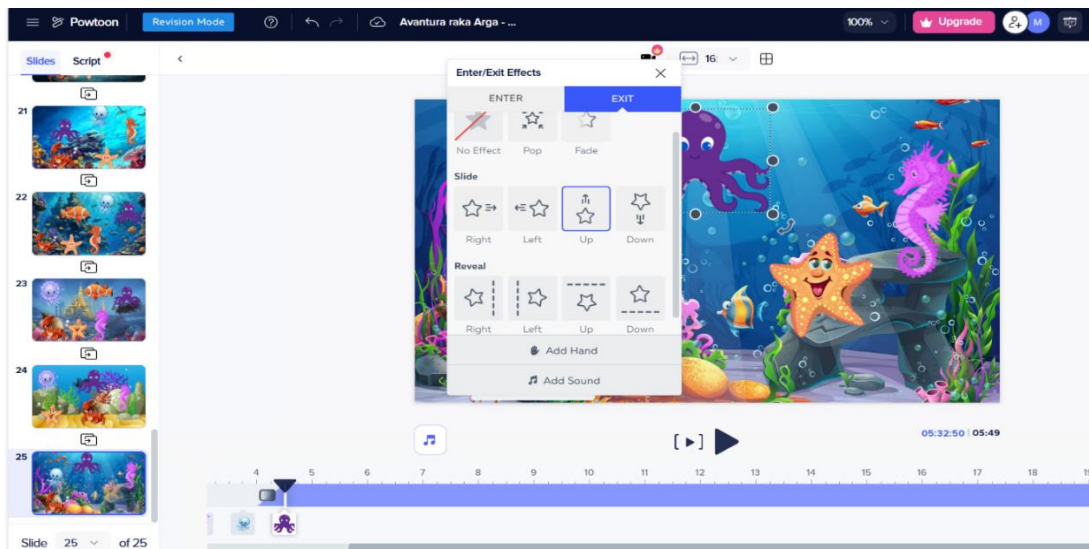 Powtoon Revision Mode Avantura raka Arga - ... 100% Upgrade M
Slides Script 16:
Enter/Exit Effects
ENTER EXIT
No Effect Pop Fade
Slide
Right Left Up Down
Reveal
Right Left Up Down
Add Hand
Add Sound
21
22
23
24
25
05:32:50 05:49
4 5 6 7 8 9 10 11 12 13 14 15 16 17 18
Slide 25 of 25